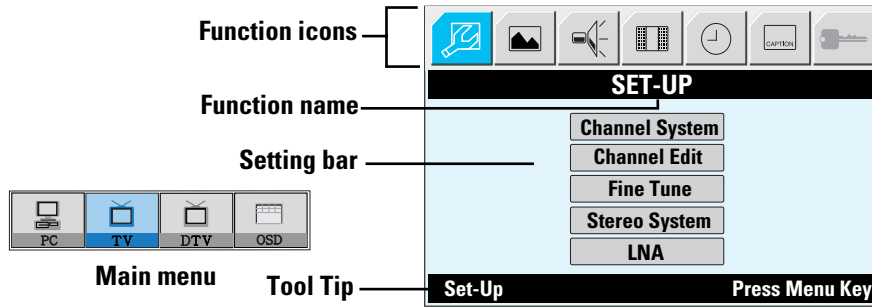 Function icons
CAPTION
SET-UP
Function name
Channel System
Setting bar
Channel Edit
Fine Tune
Stereo System
LNA
PC TV DTV OSD
Main menu
Tool Tip
Set-Up Press Menu Key